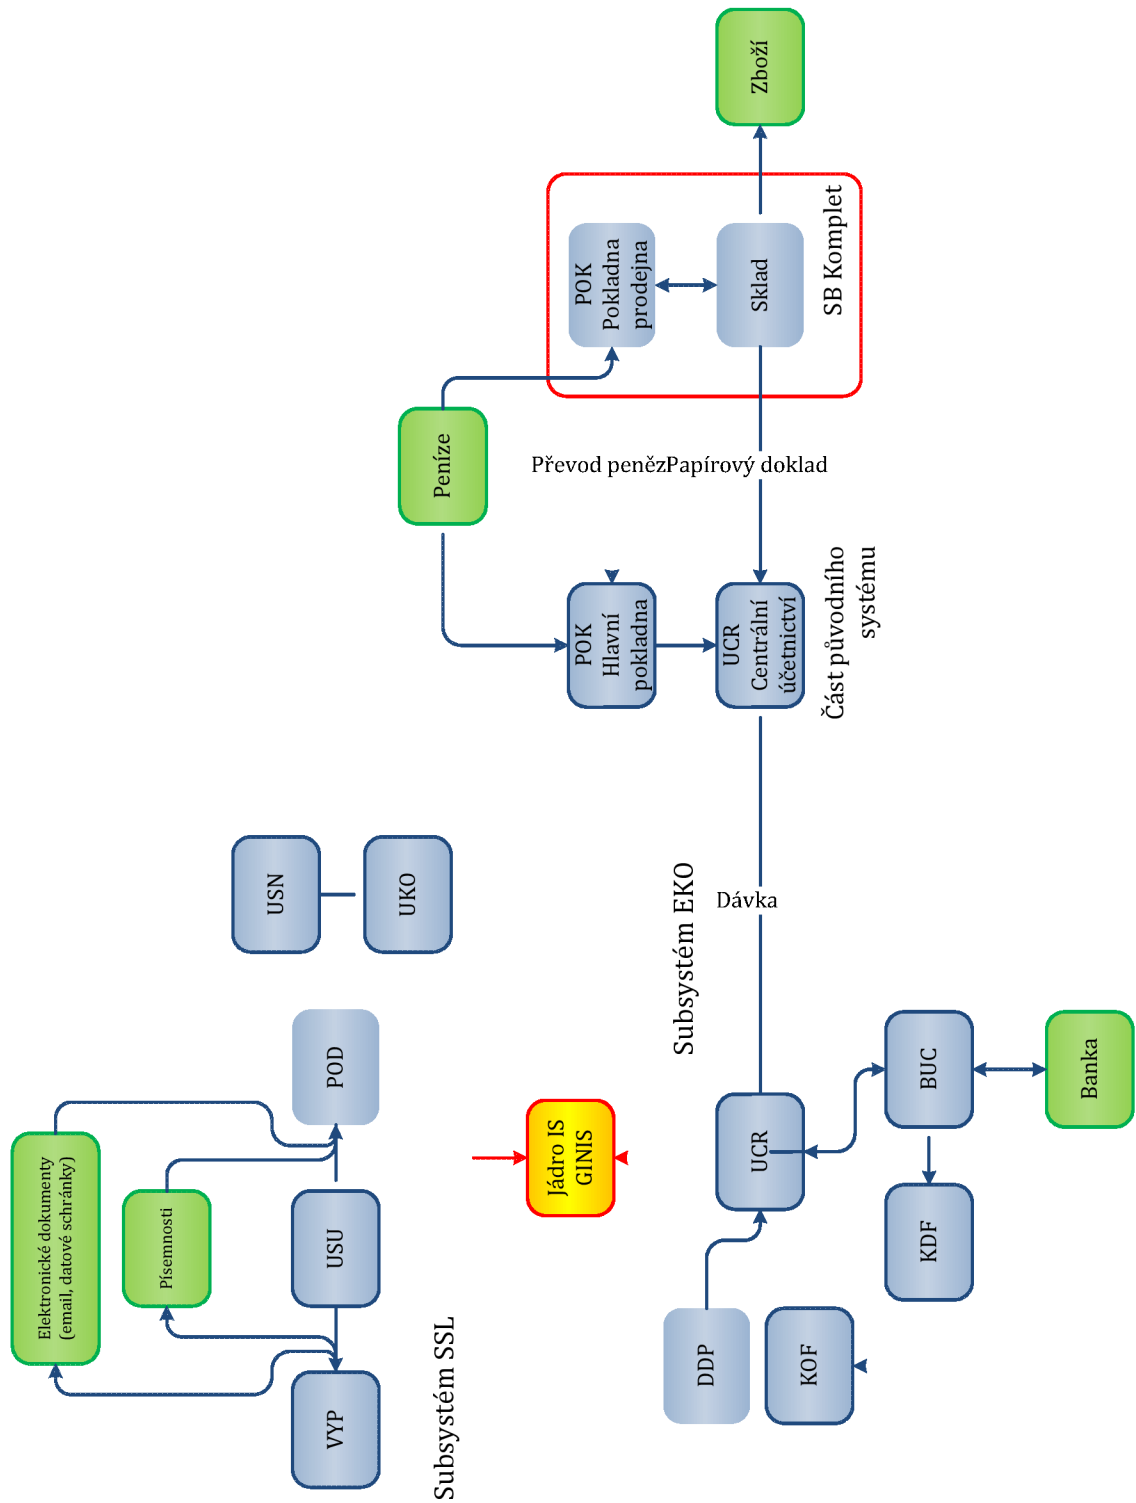 Elektronické dokumenty
(email, datové schránky)
Písemnosti
VYP
USU
POD
Subsystém SSL
USN
UKO
Jádro IS
GINIS
Peníze
POK
Hlavní
pokladna
POK
Pokladna
prodejna
Převod peněz
Papírový doklad
UCR
Centrální
účetnictví
Sklad
Zboží
Část původního
systému
SB Komplet
Subsystém EKO
Dávka
DDP
KOF
UCR
KDF
BUC
Banka